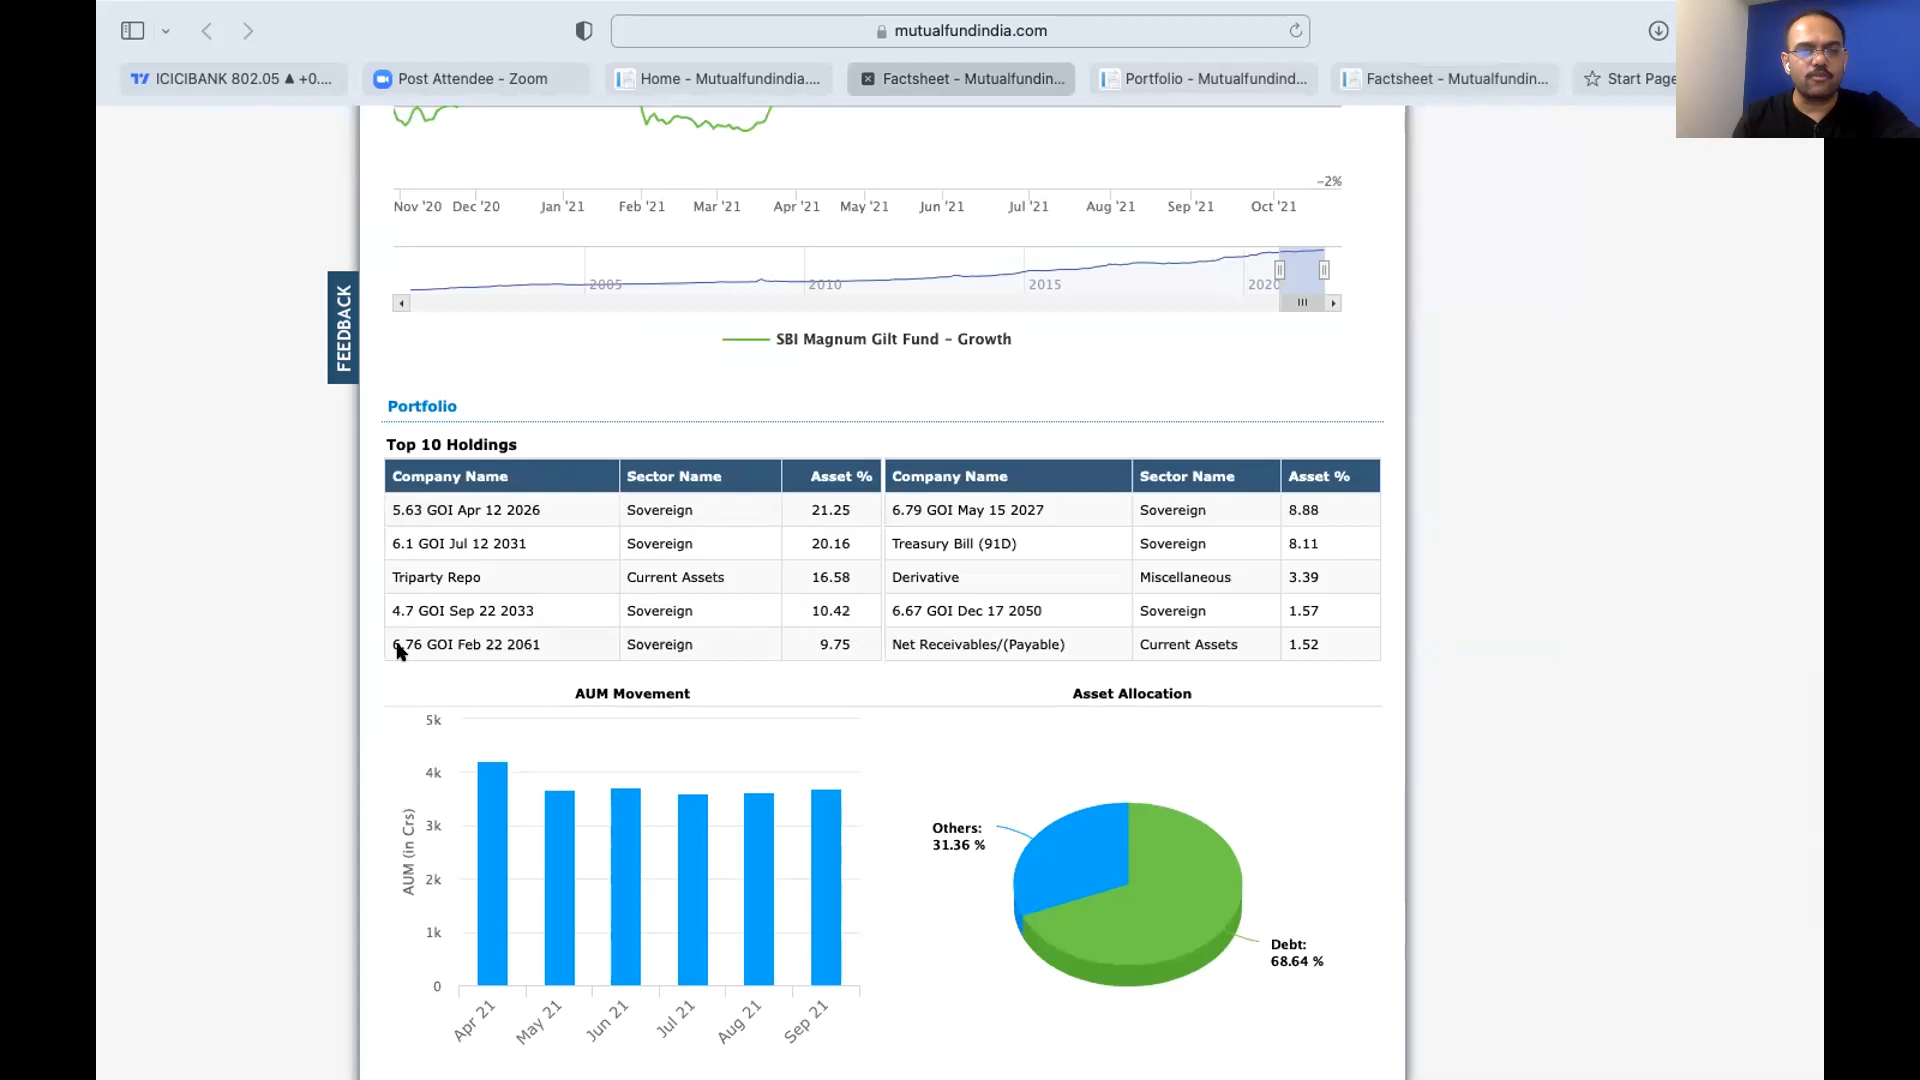 mutualfundindia.com
ICICIBANK 802.05 ▲ +0....
Post Attendee - Zoom
Home - Mutualfundindia....
Factsheet - Mutualfundin...
Portfolio - Mutualfundind...
Factsheet - Mutualfundin...
Start Page
-2%
Nov '20 Dec '20 Jan '21 Feb '21 Mar '21 Apr '21 May '21 Jun '21 Jul '21 Aug '21 Sep '21 Oct '21
2005 2010 2015 2020
FEEDBACK
SBI Magnum Gilt Fund - Growth
Portfolio
Top 10 Holdings
Company Name Sector Name Asset % Company Name Sector Name Asset %
5.63 GOI Apr 12 2026 Sovereign 21.25 6.79 GOI May 15 2027 Sovereign 8.88
6.1 GOI Jul 12 2031 Sovereign 20.16 Treasury Bill (91D) Sovereign 8.11
Triparty Repo Current Assets 16.58 Derivative Miscellaneous 3.39
4.7 GOI Sep 22 2033 Sovereign 10.42 6.67 GOI Dec 17 2050 Sovereign 1.57
6.76 GOI Feb 22 2061 Sovereign 9.75 Net Receivables/(Payable) Current Assets 1.52
AUM Movement
5k
4k
3k
2k
1k
0
AUM (in Crs)
Apr 21 May 21 Jun 21 Jul 21 Aug 21 Sep 21
Asset Allocation
Others:
31.36 %
Debt:
68.64 %